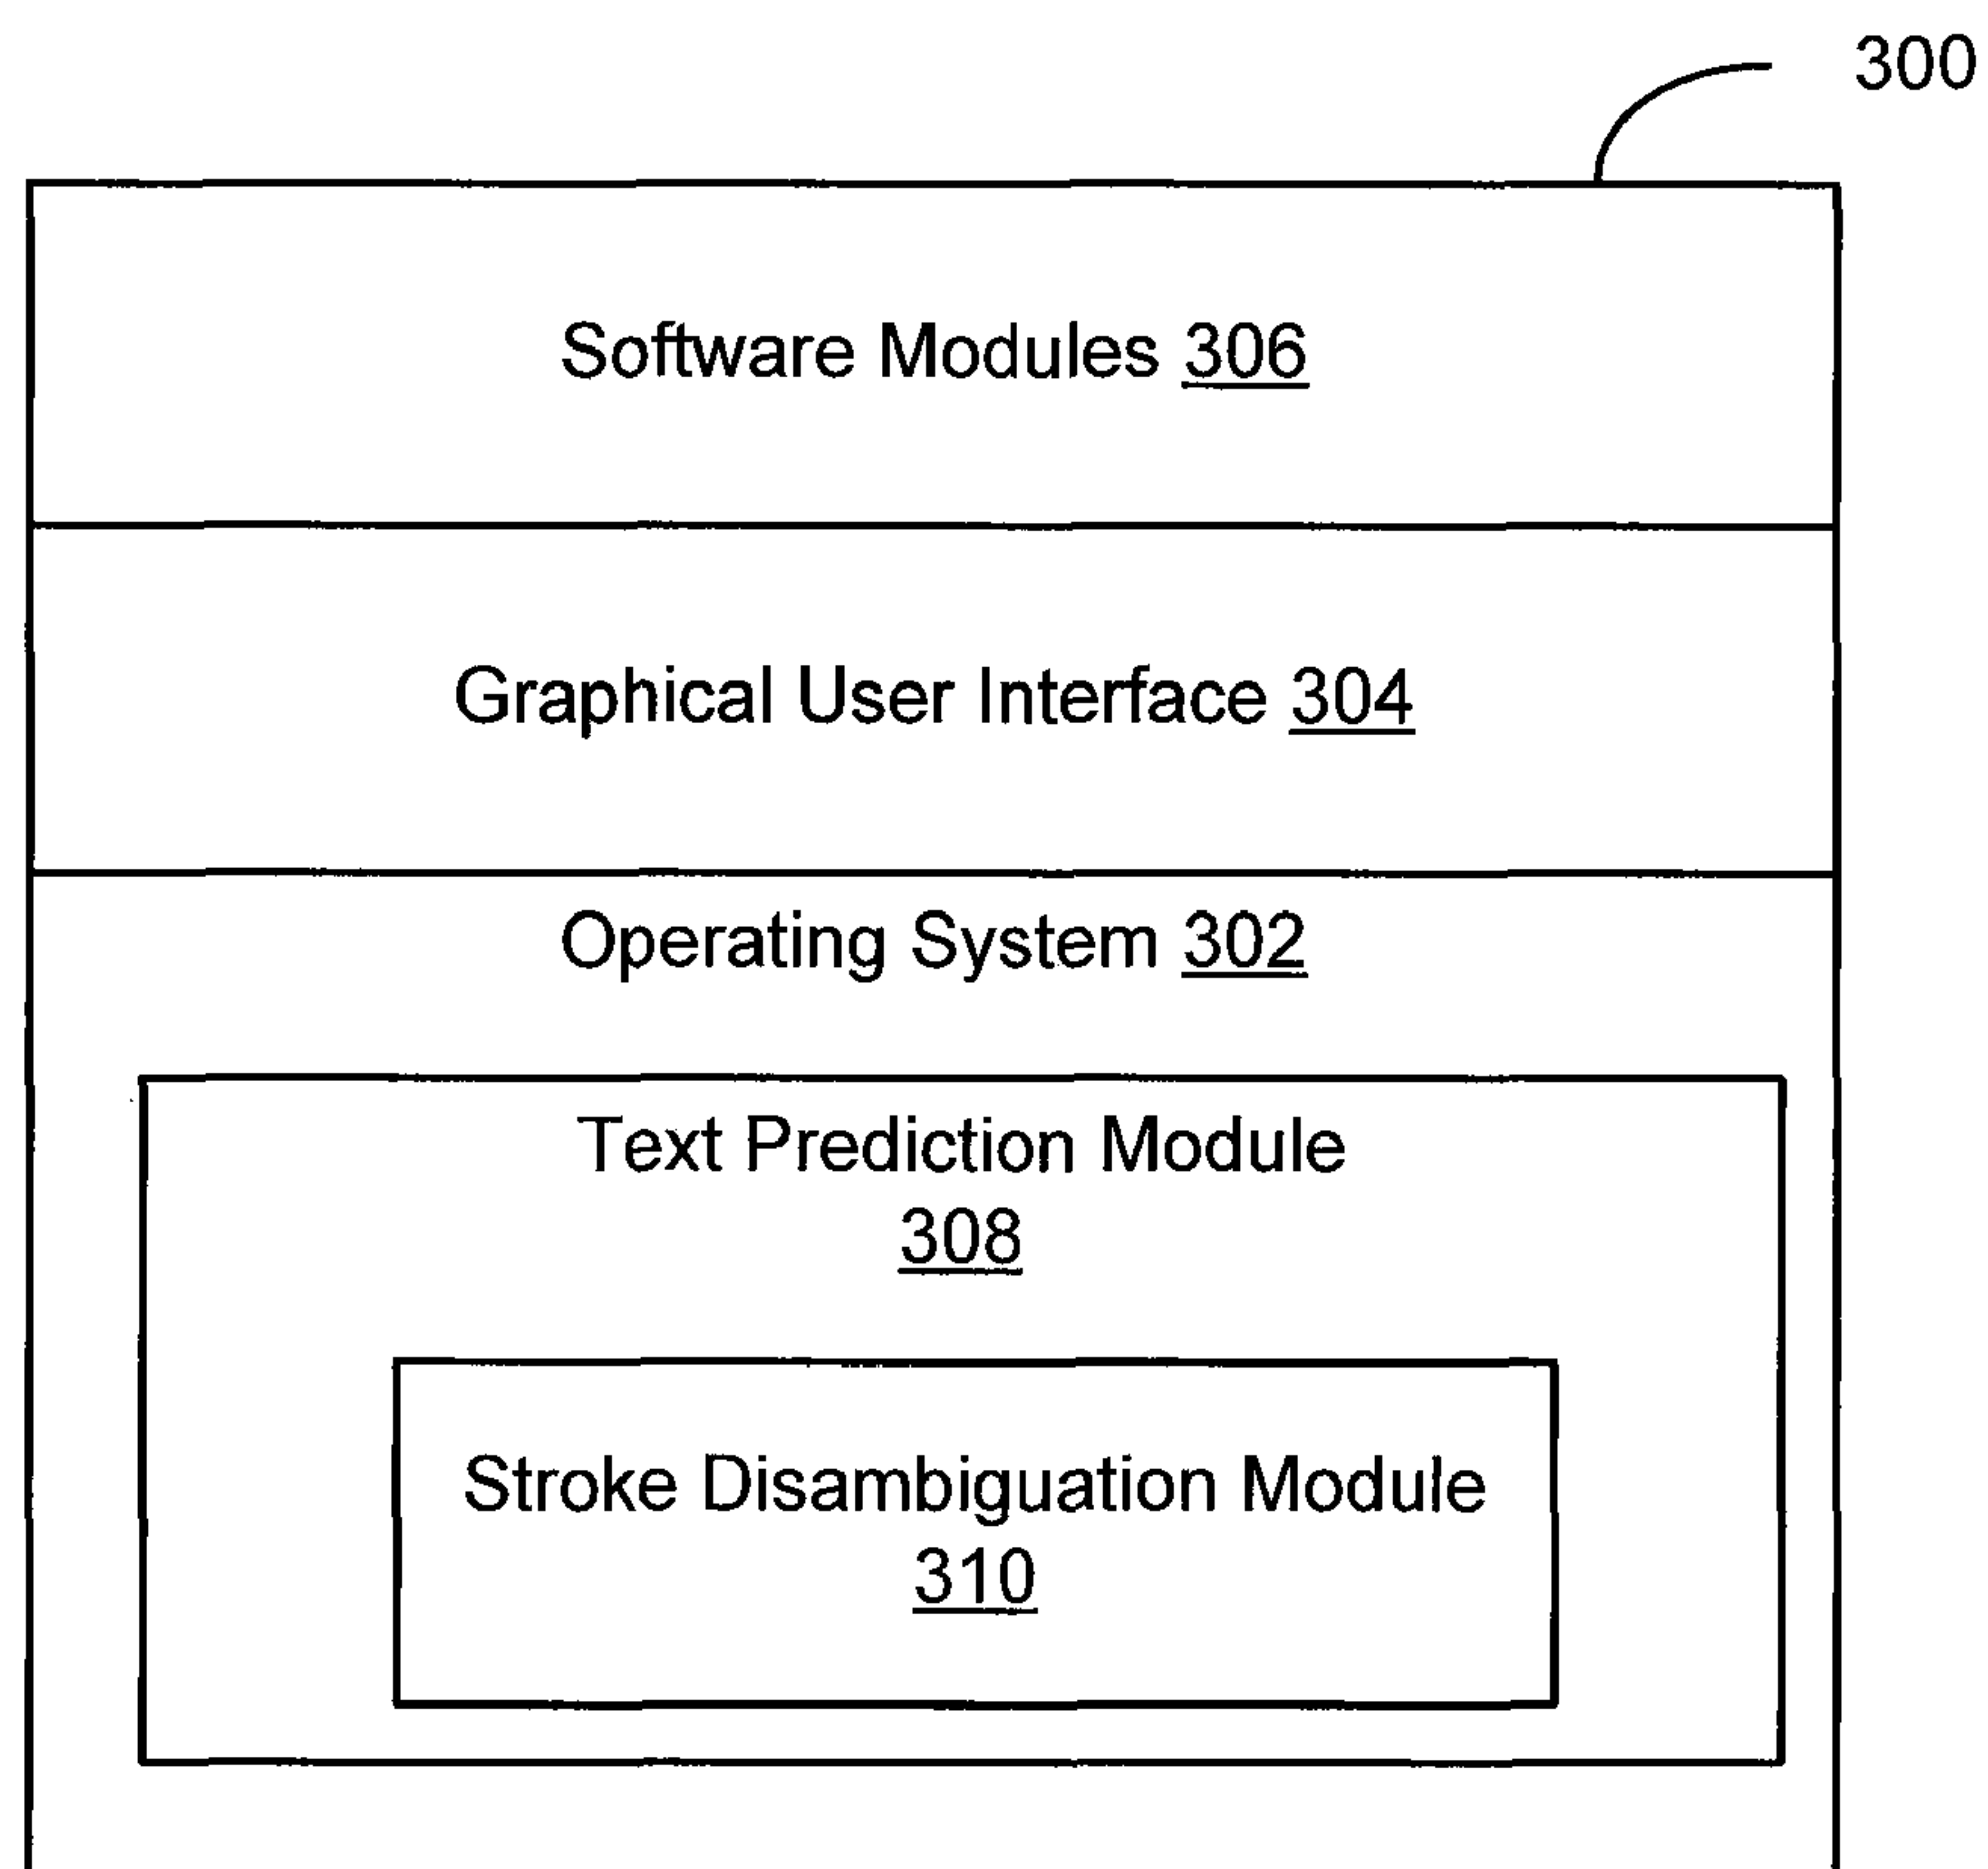 300
Software Modules 306
Graphical User Interface 304
Operating System 302
Text Prediction Module
308
Stroke Disambiguation Module
310